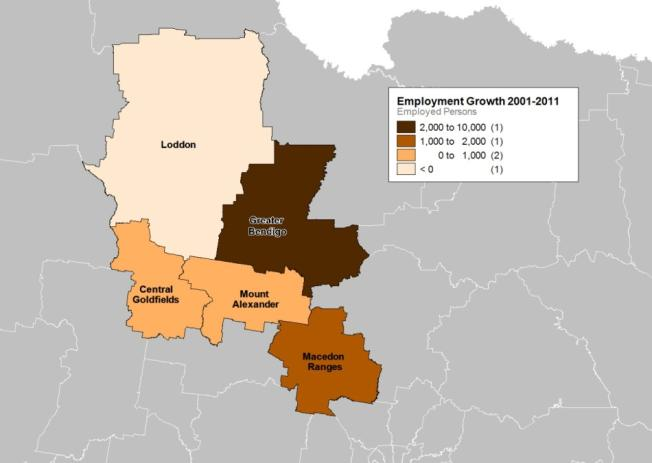 Employment Growth 2001-2011
Employed Persons
2,000 to 10,000 (1)
1,000 to 2,000 (1)
0 to 1,000 (2)
< 0 (1)
Loddon
Greater
Bendigo
Central
Goldfields
Mount
Alexander
Macedon
Ranges